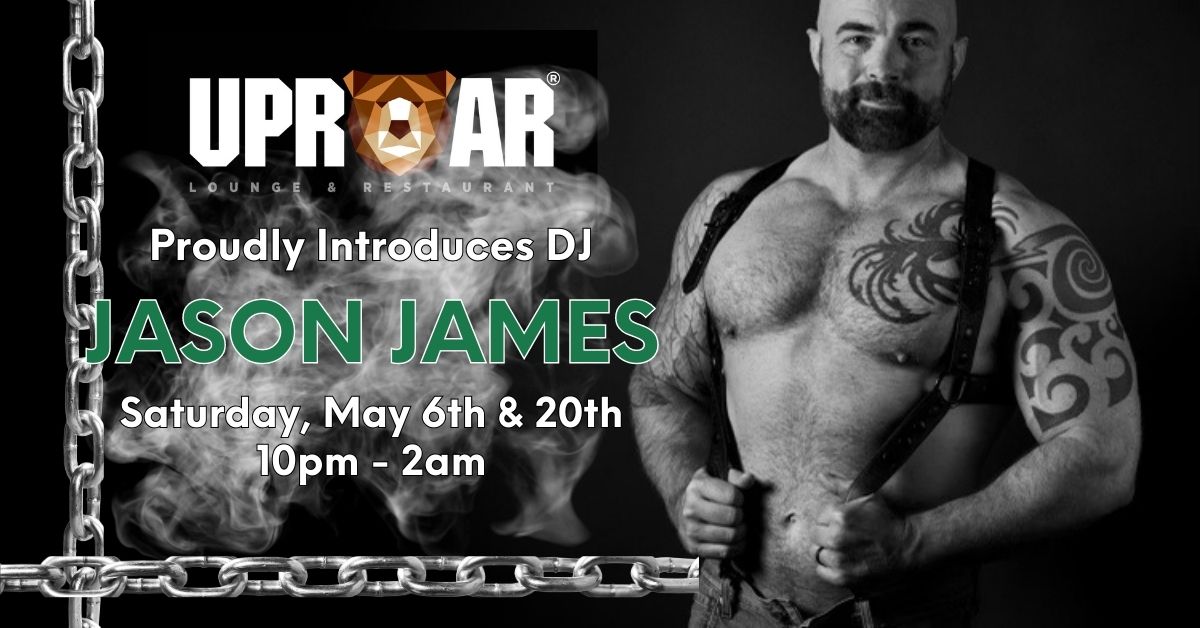 UPROAR®
LOUNGE & RESTAURANT
Proudly Introduces DJ
JASON JAMES
Saturday, May 6th & 20th
10pm - 2am